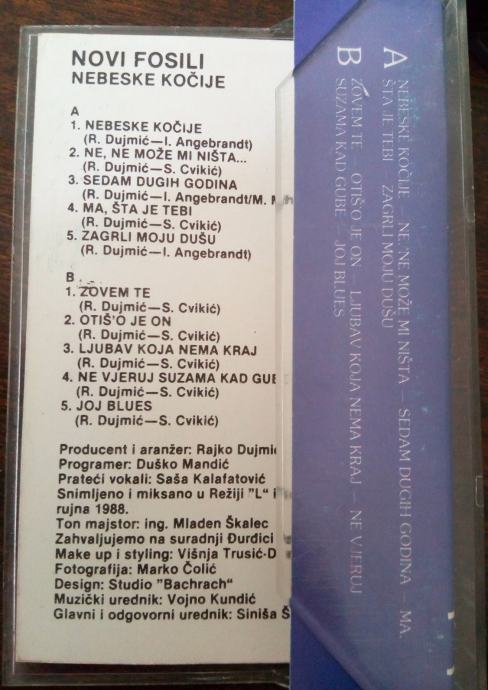 NOVI FOSILI
NEBESKE KOČIJE
A
1. NEBESKE KOČIJE
(R. Dujmić—I. Angebrandt)
2. NE, NE MOŽE MI NIŠTA...
(R. Dujmić—S. Cvikić)
3. SEDAM DUGIH GODINA
(R. Dujmić—I. Angebrandt/M.
4. MA, ŠTA JE TEBI
(R. Dujmić—S. Cvikić)
5. ZAGRLI MOJU DUŠU
(R. Dujmić—I. Angebrandt)
B
1. ZOVEM TE
(R. Dujmić—S. Cvikić)
2. OTIŠ'O JE ON
(R. Dujmić—S. Cvikić)
3. LJUBAV KOJA NEMA KRAJ
(R. Dujmić—S. Cvikić)
4. NE VJERUJ SUZAMA KAD GUB
(R. Dujmić—S. Cvikić)
5. JOJ BLUES
(R. Dujmić—S. Cvikić)
Producent i aranžer: Rajko Dujmić
Programer: Duško Mandić
Prateći vokali: Saša Kalafatović
Snimljeno i miksano u Režiji "L" i
rujna 1988.
Ton majstor: ing. Mladen Škalec
Zahvaljujemo na suradnji Đurđici
Make up i styling: Višnja Trusić-D
Fotografija: Marko Čolić
Design: Studio "Bachrach"
Muzički urednik: Vojno Kundić
Glavni i odgovorni urednik: Siniša Š
A NEBESKE KOČIJE — NE, NE MOŽE MI NIŠTA — SEDAM DUGIH GODINA — MA,
ŠTA JE TEBI — ZAGRLI MOJU DUŠU
B ZOVEM TE — OTIŠ'O JE ON — LJUBAV KOJA NEMA KRAJ — NE VJERUJ
SUZAMA KAD GUBE — JOJ BLUES